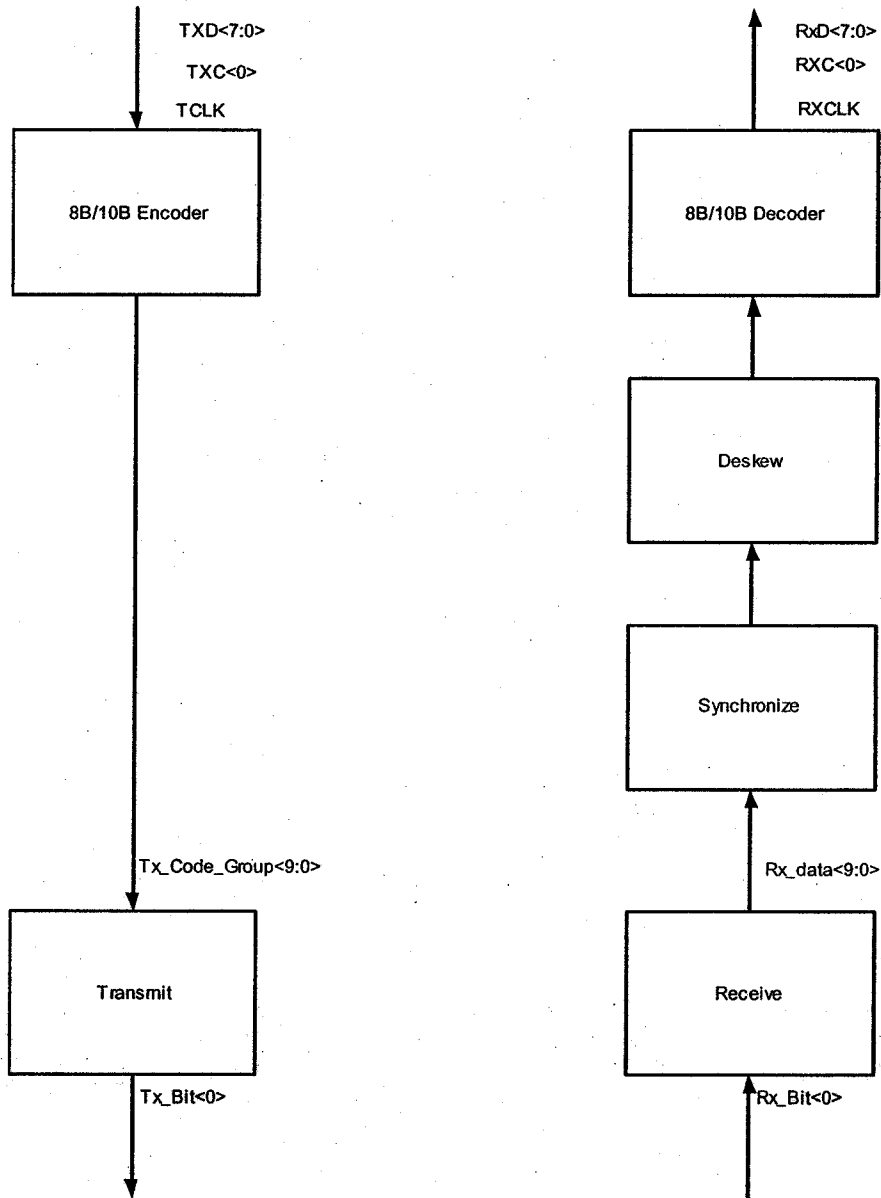 TXD<7:0>
TXC<0>
TCLK
8B/10B Encoder
Tx_Code_Group<9:0>
Transmit
Tx_Bit<0>
RxD<7:0>
RXC<0>
RXCLK
8B/10B Decoder
Deskew
Synchronize
Rx_data<9:0>
Receive
Rx_Bit<0>